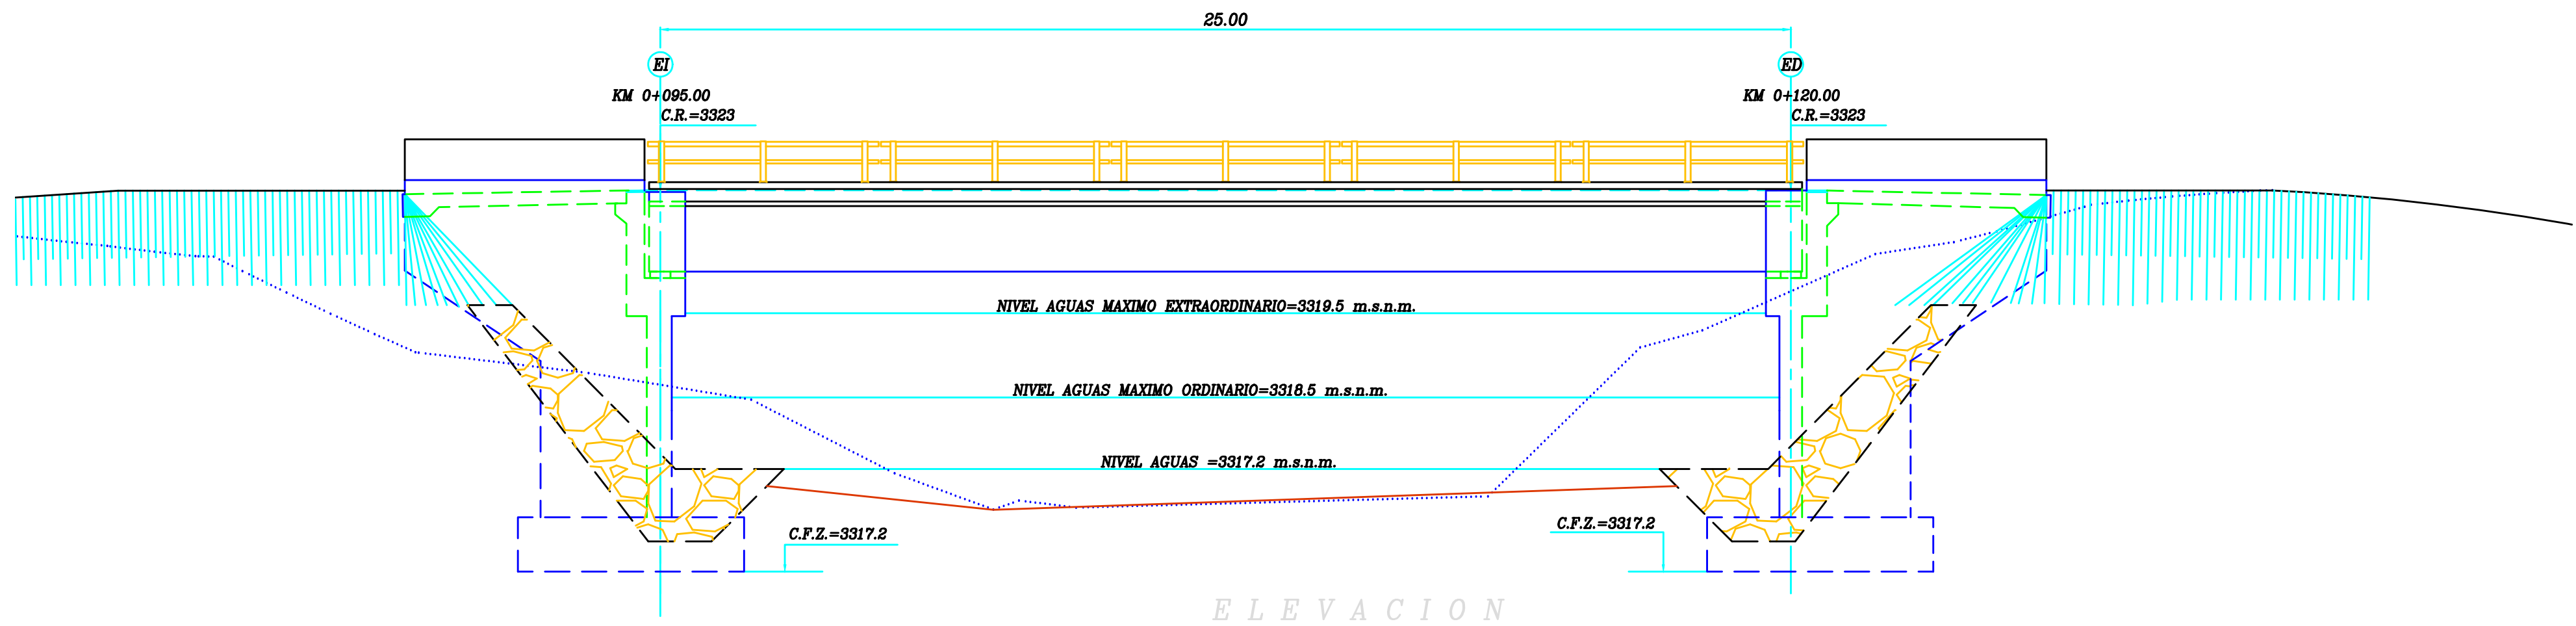 25.00
EI
ED
KM 0+095.00
KM 0+120.00
C.R.=3323
C.R.=3323
NIVEL AGUAS MAXIMO EXTRAORDINARIO=3319.5 m.s.n.m.
NIVEL AGUAS MAXIMO ORDINARIO=3318.5 m.s.n.m.
NIVEL AGUAS =3317.2 m.s.n.m.
C.F.Z.=3317.2
C.F.Z.=3317.2
ELEVACION